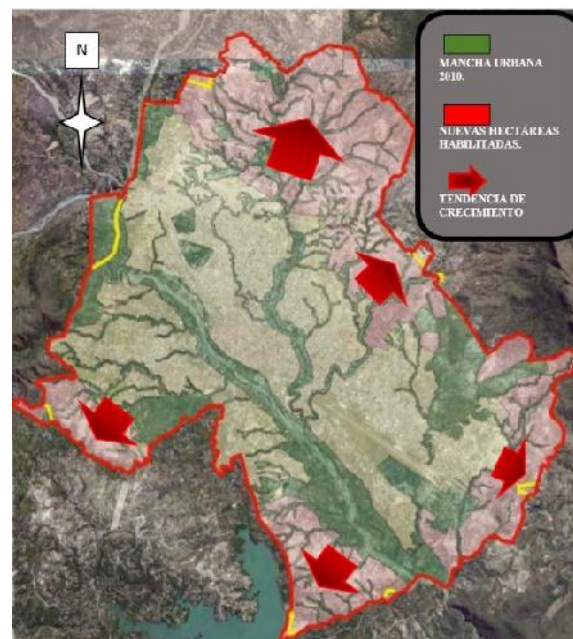 N
MANCHA URBANA
2010.
NUEVAS HECTÁREAS
HABILITADAS.
TENDENCIA DE
CRECIMIENTO